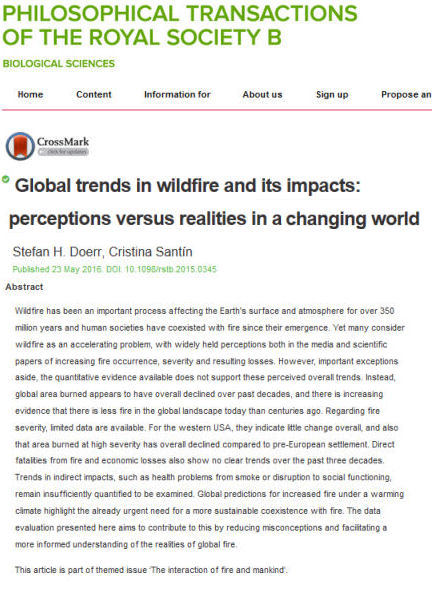 PHILOSOPHICAL TRANSACTIONS
OF THE ROYAL SOCIETY B
BIOLOGICAL SCIENCES
Home Content Information for About us Sign up Propose an
CrossMark
click for updates
Global trends in wildfire and its impacts:
perceptions versus realities in a changing world
Stefan H. Doerr, Cristina Santín
Published 23 May 2016. DOI: 10.1098/rstb.2015.0345
Abstract
Wildfire has been an important process affecting the Earth's surface and atmosphere for over 350
million years and human societies have coexisted with fire since their emergence. Yet many consider
wildfire as an accelerating problem, with widely held perceptions both in the media and scientific
papers of increasing fire occurrence, severity and resulting losses. However, important exceptions
aside, the quantitative evidence available does not support these perceived overall trends. Instead,
global area burned appears to have overall declined over past decades, and there is increasing
evidence that there is less fire in the global landscape today than centuries ago. Regarding fire
severity, limited data are available. For the western USA, they indicate little change overall, and also
that area burned at high severity has overall declined compared to pre-European settlement. Direct
fatalities from fire and economic losses also show no clear trends over the past three decades.
Trends in indirect impacts, such as health problems from smoke or disruption to social functioning,
remain insufficiently quantified to be examined. Global predictions for increased fire under a warming
climate highlight the already urgent need for a more sustainable coexistence with fire. The data
evaluation presented here aims to contribute to this by reducing misconceptions and facilitating a
more informed understanding of the realities of global fire.
This article is part of themed issue 'The interaction of fire and mankind'.